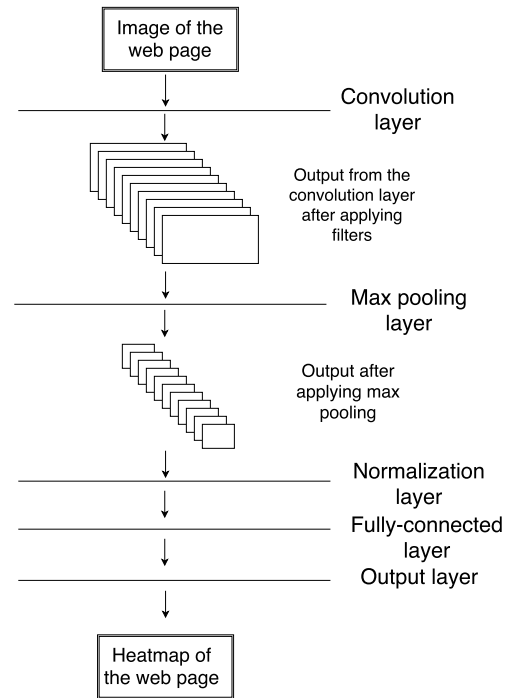 Image of the
web page
Convolution
layer
Output from the
convolution layer
after applying
filters
Max pooling
layer
Output after
applying max
pooling
Normalization
layer
Fully-connected
layer
Output layer
Heatmap of
the web page